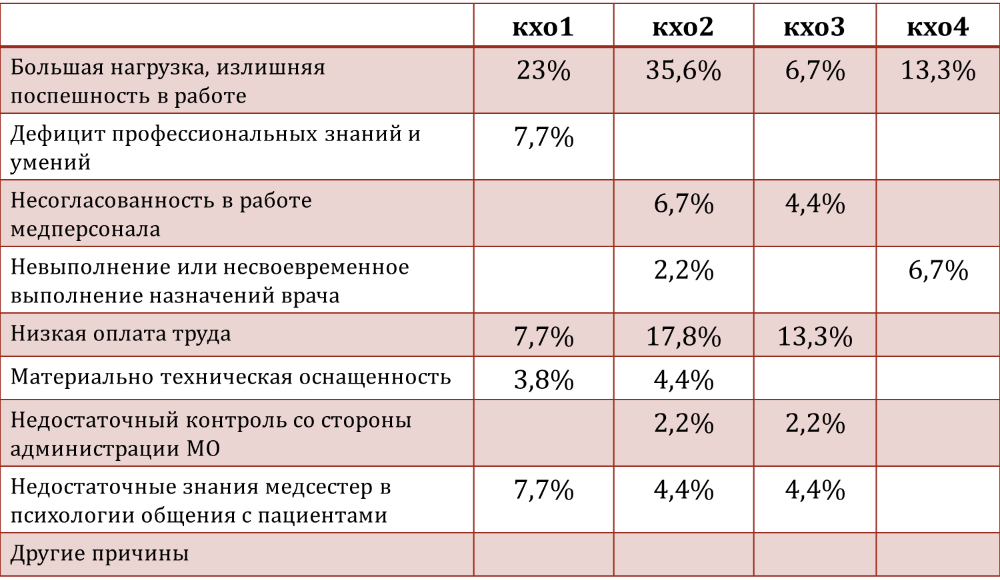 кхо1 кхо2 кхо3 кхо4
Большая нагрузка, излишняя 23% 35,6% 6,7% 13,3%
поспешность в работе
Дефицит профессиональных знаний и 7,7%
умений
Несогласованность в работе 6,7% 4,4%
медперсонала
Невыполнение или несвоевременное 2,2% 6,7%
выполнение назначений врача
Низкая оплата труда 7,7% 17,8% 13,3%
Материально техническая оснащенность 3,8% 4,4%
Недостаточный контроль со стороны 2,2% 2,2%
администрации МО
Недостаточные знания медсестер в 7,7% 4,4% 4,4%
психологии общения с пациентами
Другие причины